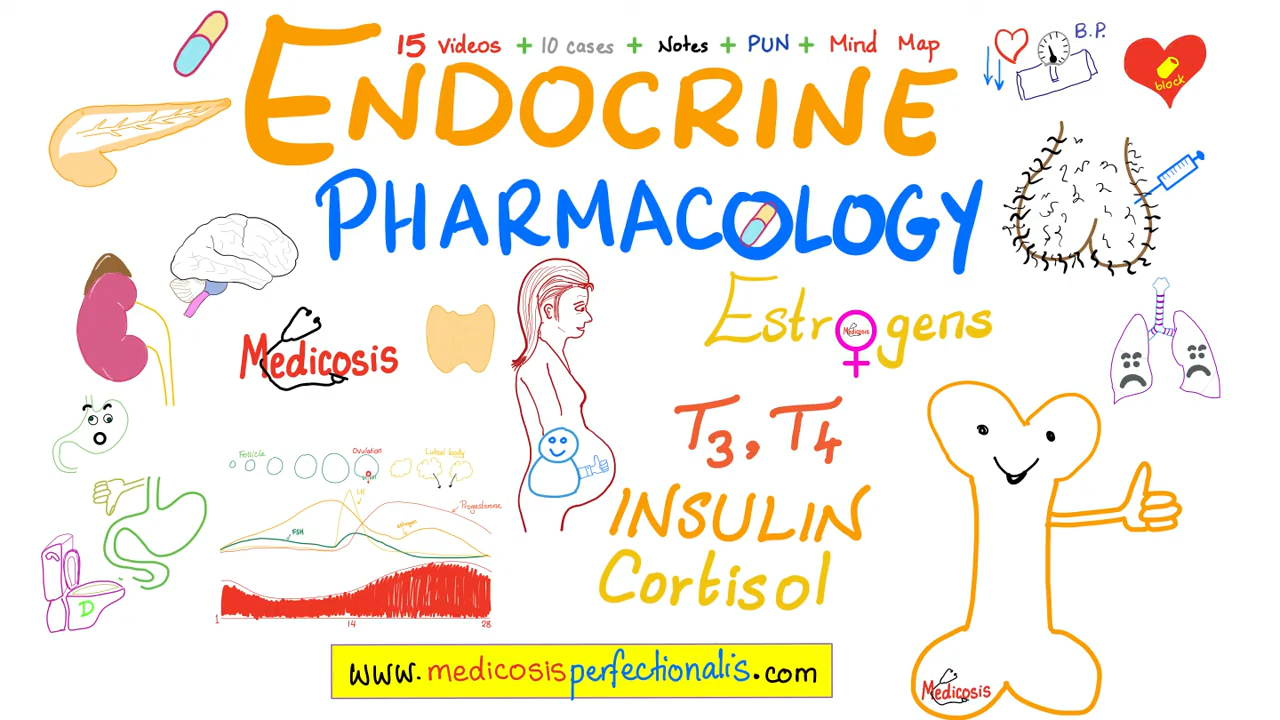 15 videos + 10 cases + Notes + PUN + Mind Map
B.P.
block
ENDOCRINE
PHARMACOLOGY
Estrogens
Medicosis
Medicosis
T3, T4
INSULIN
Cortisol
Follicle
Ovulation
Luteal body
LH
Progesterone
estrogen
FSH
1
14
28
D
www.medicosisperfectionalis.com
Medicosis